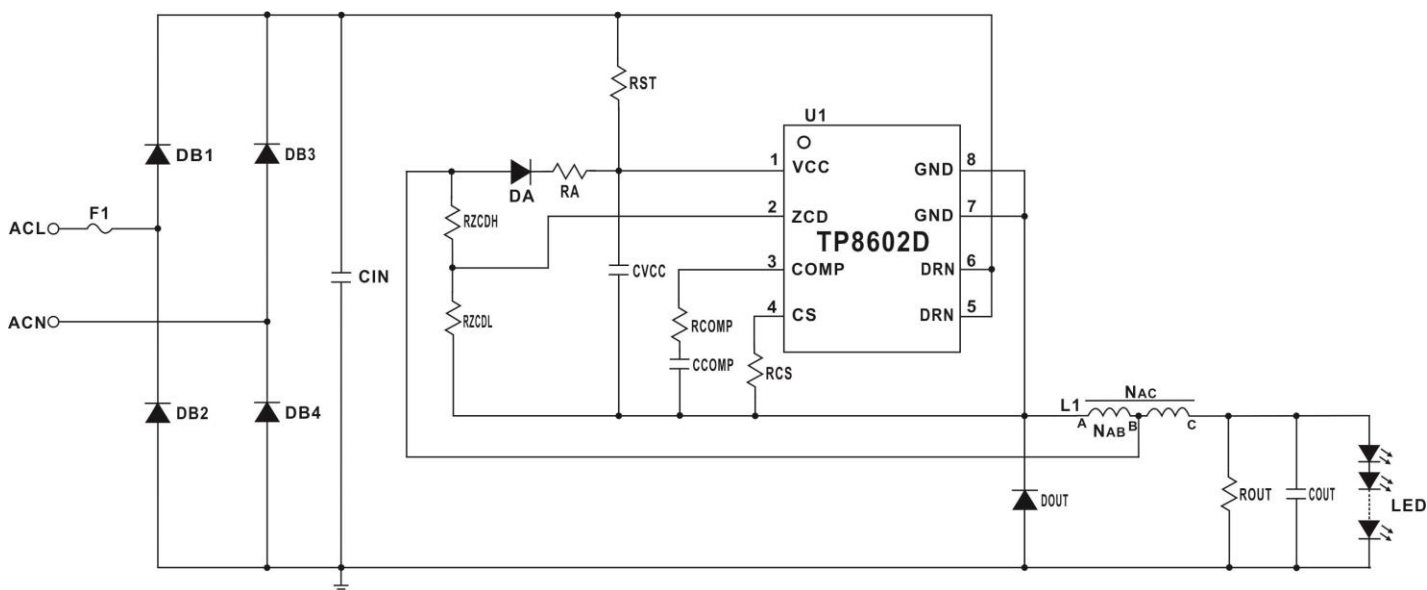 RST
U1
DB1
DB3
1
VCC
GND
8
DA
RA
F1
ACL
RZCDH
2
ZCD
GND
7
TP8602D
CIN
CVCC
3
COMP
DRN
6
ACN
RZCDL
RCOMP
4
CS
DRN
5
CCOMP
RCS
DB2
DB4
L1
NAC
A
NAB
B
C
DOUT
ROUT
COUT
LED